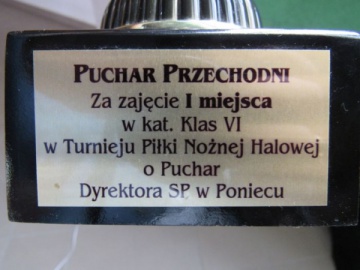 PUCHAR PRZECHODNI
Za zajęcie I miejsca
w kat. Klas VI
w Turnieju Piłki Nożnej Halowej
o Puchar
Dyrektora SP w Poniecu